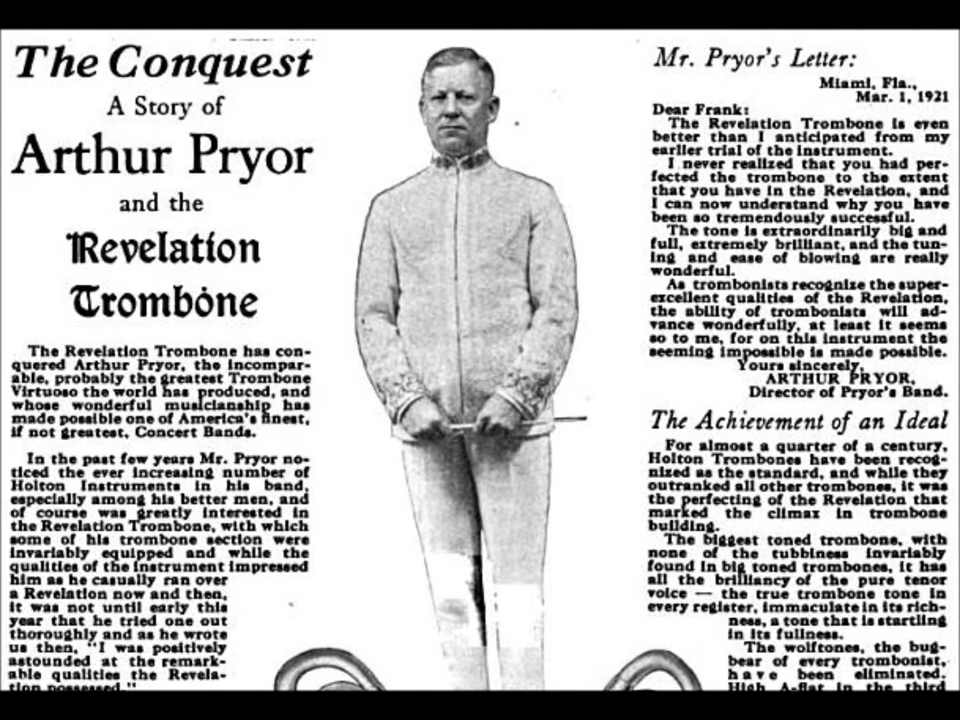 The Conquest
A Story of
Arthur Pryor
and the
Revelation
Trombone
The Revelation Trombone has con-
quered Arthur Pryor, the incompar-
able, probably the greatest Trombone
Virtuoso the world has produced, and
whose wonderful musicianship has
made possible one of America's finest,
if not greatest, Concert Bands.
In the past few years Mr. Pryor no-
ticed the ever increasing number of
Holton Instruments in his band,
especially among his better men, and
of course was greatly interested in
the Revelation Trombone, with which
some of his trombone section were
invariably equipped and while the
qualities of the instrument impressed
him as he casually ran over
a Revelation now and then,
it was not until early this
year that he tried one out
thoroughly and as he wrote
us then, "I was positively
astounded at the remark-
able qualities the Revela-
tion possessed."
Mr. Pryor's Letter:
Miami, Fla.,
Mar. 1, 1921
Dear Frank:
The Revelation Trombone is even
better than I anticipated from my
earlier trial of the instrument.
I never realized that you had per-
fected the trombone to the extent
that you have in the Revelation, and
I can now understand why you have
been so tremendously successful.
The tone is extraordinarily big and
full, extremely brilliant, and the tun-
ing and ease of blowing are really
wonderful.
As trombonists recognize the super-
excellent qualities of the Revelation,
the ability of trombonists will ad-
vance wonderfully, at least it seems
so to me, for on this instrument the
seeming impossible is made possible.
Yours sincerely,
ARTHUR PRYOR,
Director of Pryor's Band.
The Achievement of an Ideal
For almost a quarter of a century,
Holton Trombones have been recog-
nized as the standard, and while they
outranked all other trombones, it was
the perfecting of the Revelation that
marked the climax in trombone
building.
The biggest toned trombone, with
none of the tubbiness invariably
found in big toned trombones, it has
all the brilliancy of the pure tenor
voice — the true trombone tone in
every register, immaculate in its rich-
ness, a tone that is startling
in its fullness.
The wolftones, the bug-
bear of every trombonist,
have been eliminated.
High A-flat in the third